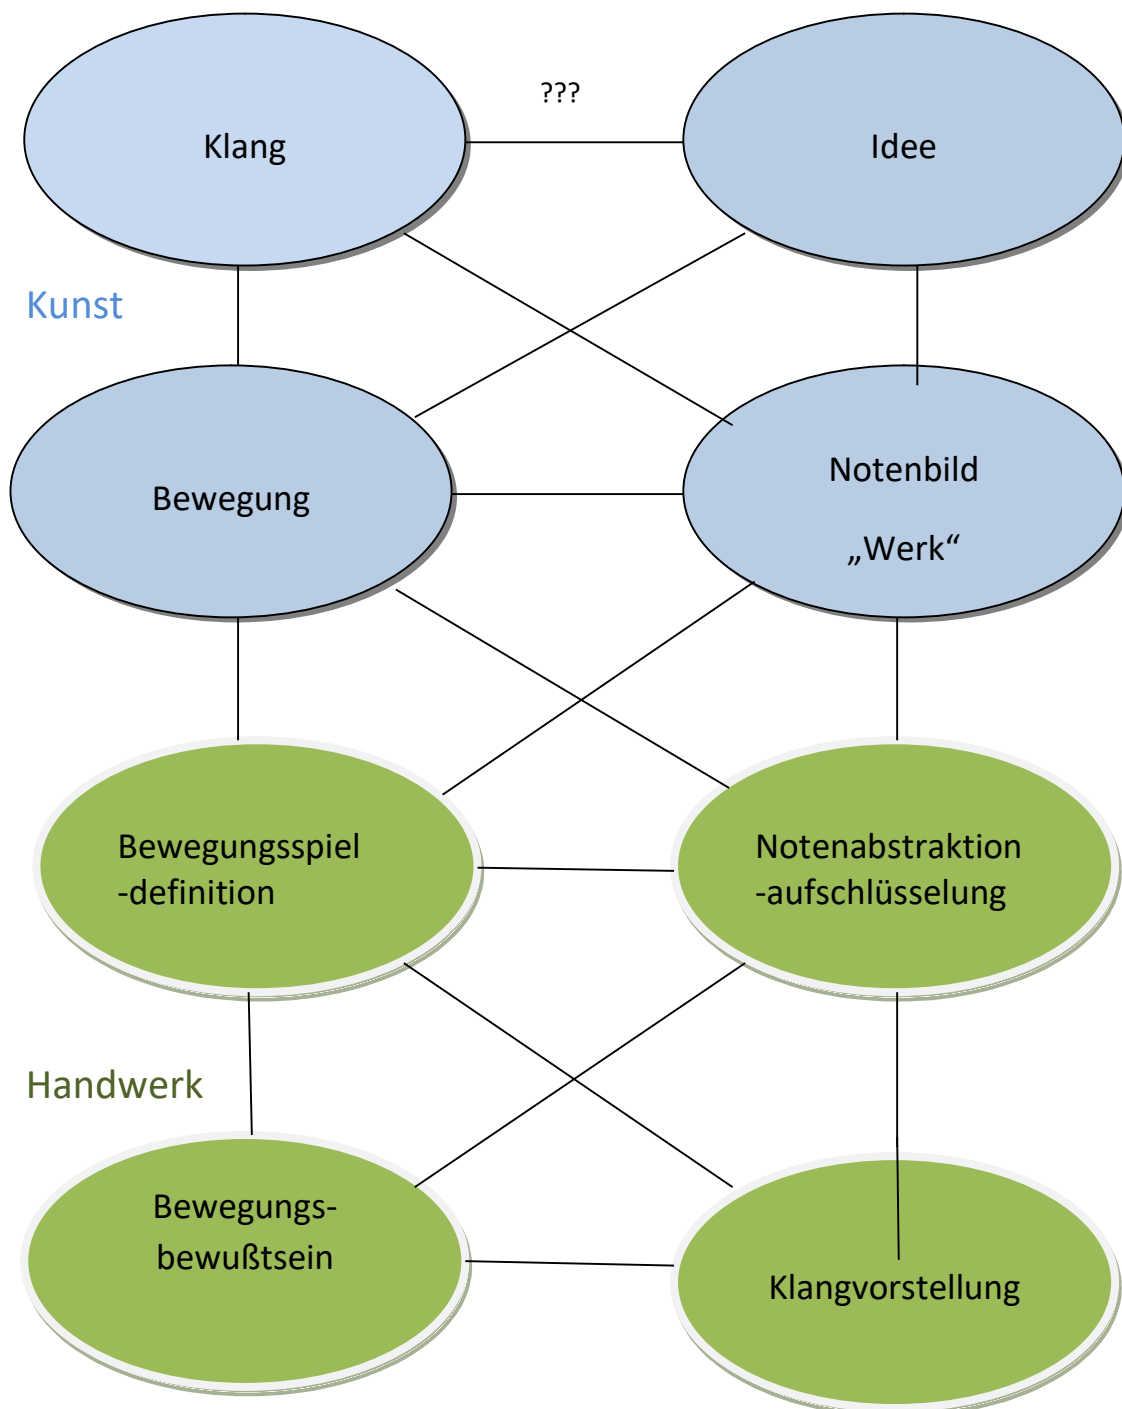 ???
Klang
Idee
Kunst
Bewegung
Notenbild
„Werk“
Bewegungsspiel
-definition
Notenabstraktion
-aufschlüsselung
Handwerk
Bewegungs-
bewußtsein
Klangvorstellung